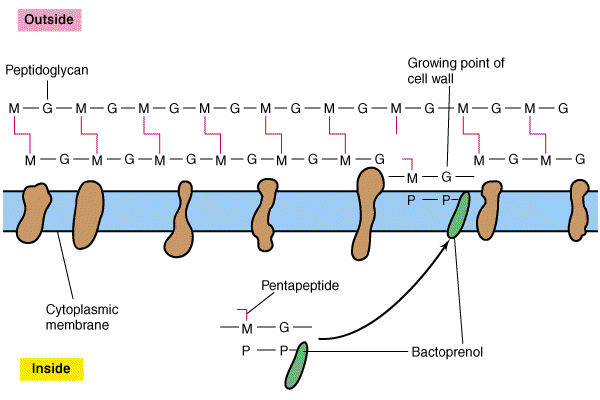 Outside
Peptidoglycan
Growing point of
cell wall
M G M G M G M G M G M G M G M G M G
M G M G M G M G M G M G M G M G
M G
P P
Pentapeptide
M G
P P
Cytoplasmic
membrane
Bactoprenol
Inside